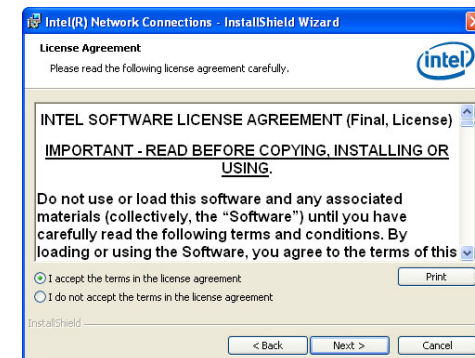 Intel(R) Network Connections - InstallShield Wizard
License Agreement
Please read the following license agreement carefully.
intel
INTEL SOFTWARE LICENSE AGREEMENT (Final, License)
IMPORTANT - READ BEFORE COPYING, INSTALLING OR
USING.
Do not use or load this software and any associated
materials (collectively, the “Software”) until you have
carefully read the following terms and conditions. By
loading or using the Software, you agree to the terms of this
I accept the terms in the license agreement
Print
I do not accept the terms in the license agreement
InstallShield
< Back Next > Cancel